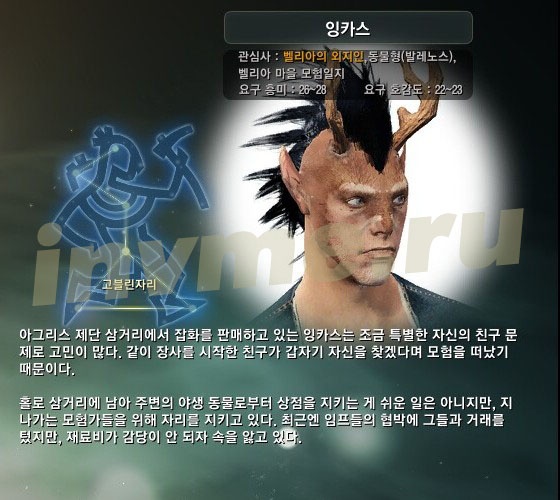 잉카스
관심사 : 벨리아의 외지인,동물형(발레노스),
벨리아 마을 모험일지
요구 흥미 : 26~28 요구 호감도 : 22~23
고블린자리
아그리스 제단 삼거리에서 잡화를 판매하고 있는 잉카스는 조금 특별한 자신의 친구 문
제로 고민이 많다. 같이 장사를 시작한 친구가 갑자기 자신을 찾겠다며 모험을 떠났기
때문이다.
홀로 삼거리에 남아 주변의 야생 동물로부터 상점을 지키는 게 쉬운 일은 아니지만, 지
나가는 모험가들을 위해 자리를 지키고 있다. 최근엔 임프들의 협박에 그들과 거래를
텄지만, 재료비가 감당이 안 되자 속을 앓고 있다.